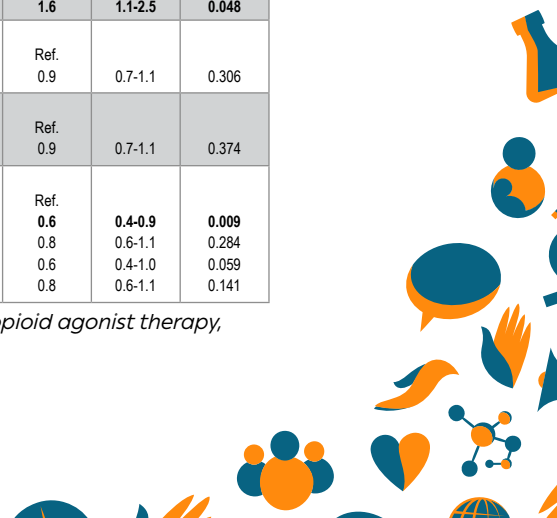 1.6 1.1-2.5 0.048
Ref.
0.9 0.7-1.1 0.306
Ref.
0.9 0.7-1.1 0.374
Ref.
0.6 0.4-0.9 0.009
0.8 0.6-1.1 0.284
0.6 0.4-1.0 0.059
0.8 0.6-1.1 0.141
agonist therapy,